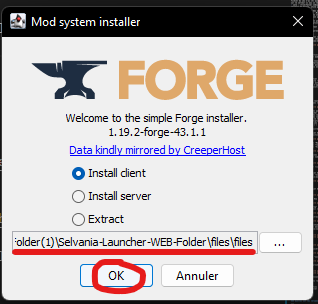 Mod system installer
FORGE
Welcome to the simple Forge installer.
1.19.2-forge-43.1.1
Data kindly mirrored by CreeperHost
Install client
Install server
Extract
older(1)\Selvania-Launcher-WEB-Folder\files\files
...
OK
Annuler